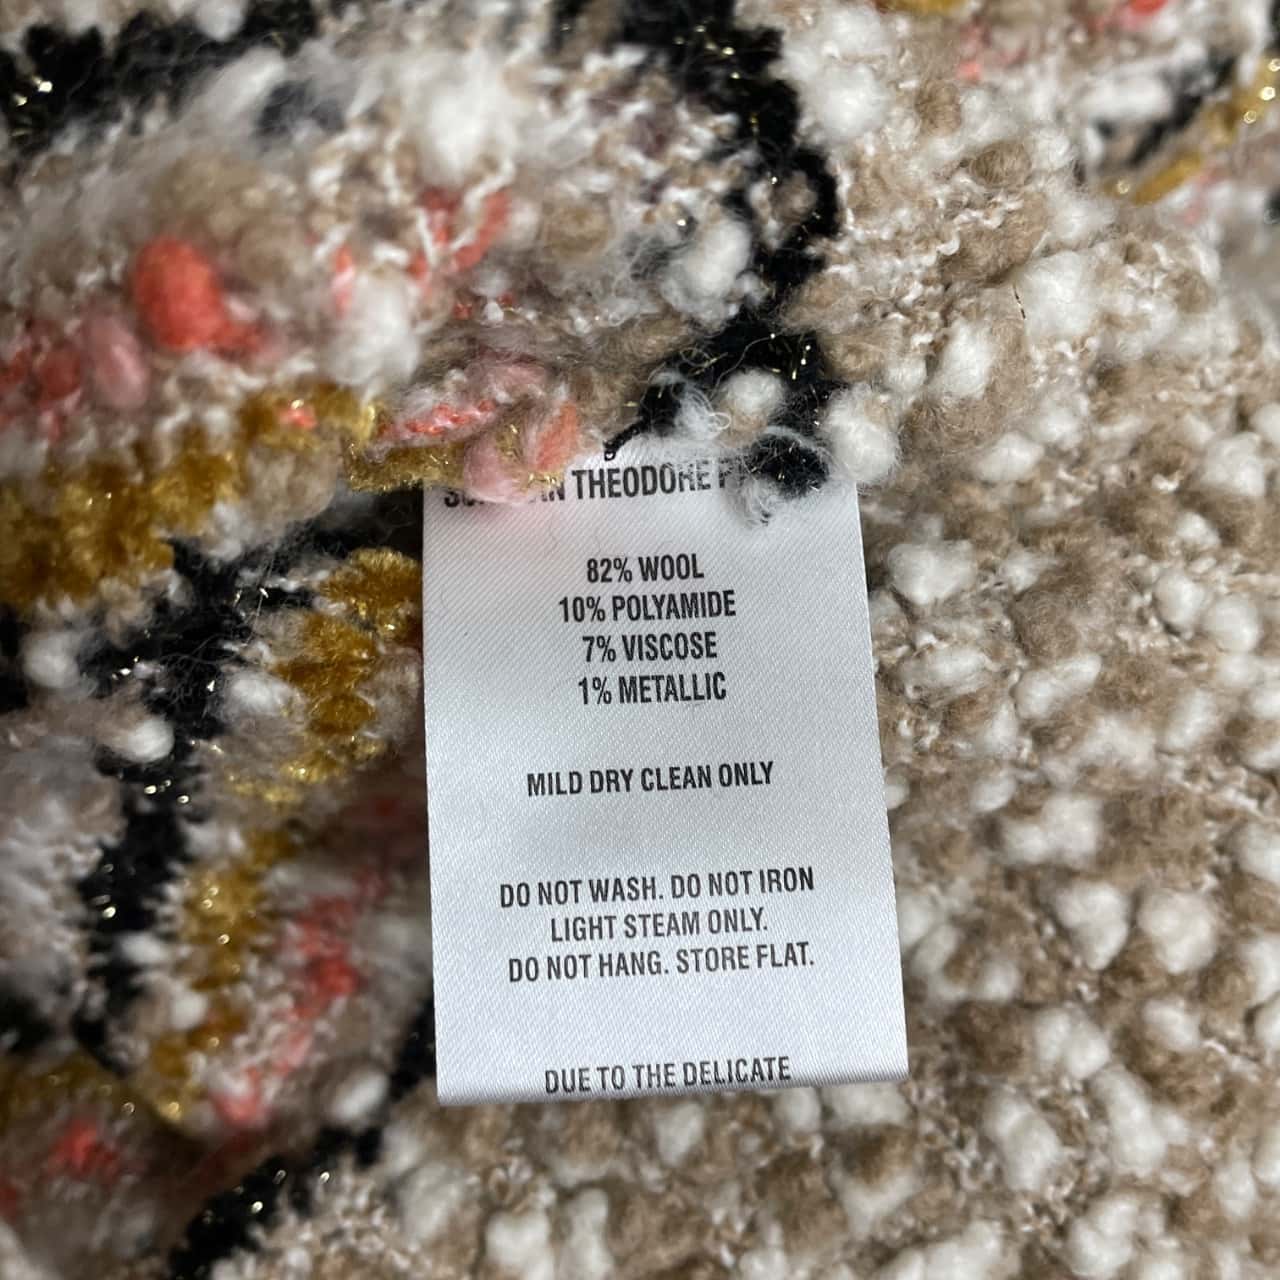 THEODORE
82% WOOL
10% POLYAMIDE
7% VISCOSE
1% METALLIC
MILD DRY CLEAN ONLY
DO NOT WASH. DO NOT IRON
LIGHT STEAM ONLY.
DO NOT HANG. STORE FLAT.
DUE TO THE DELICATE